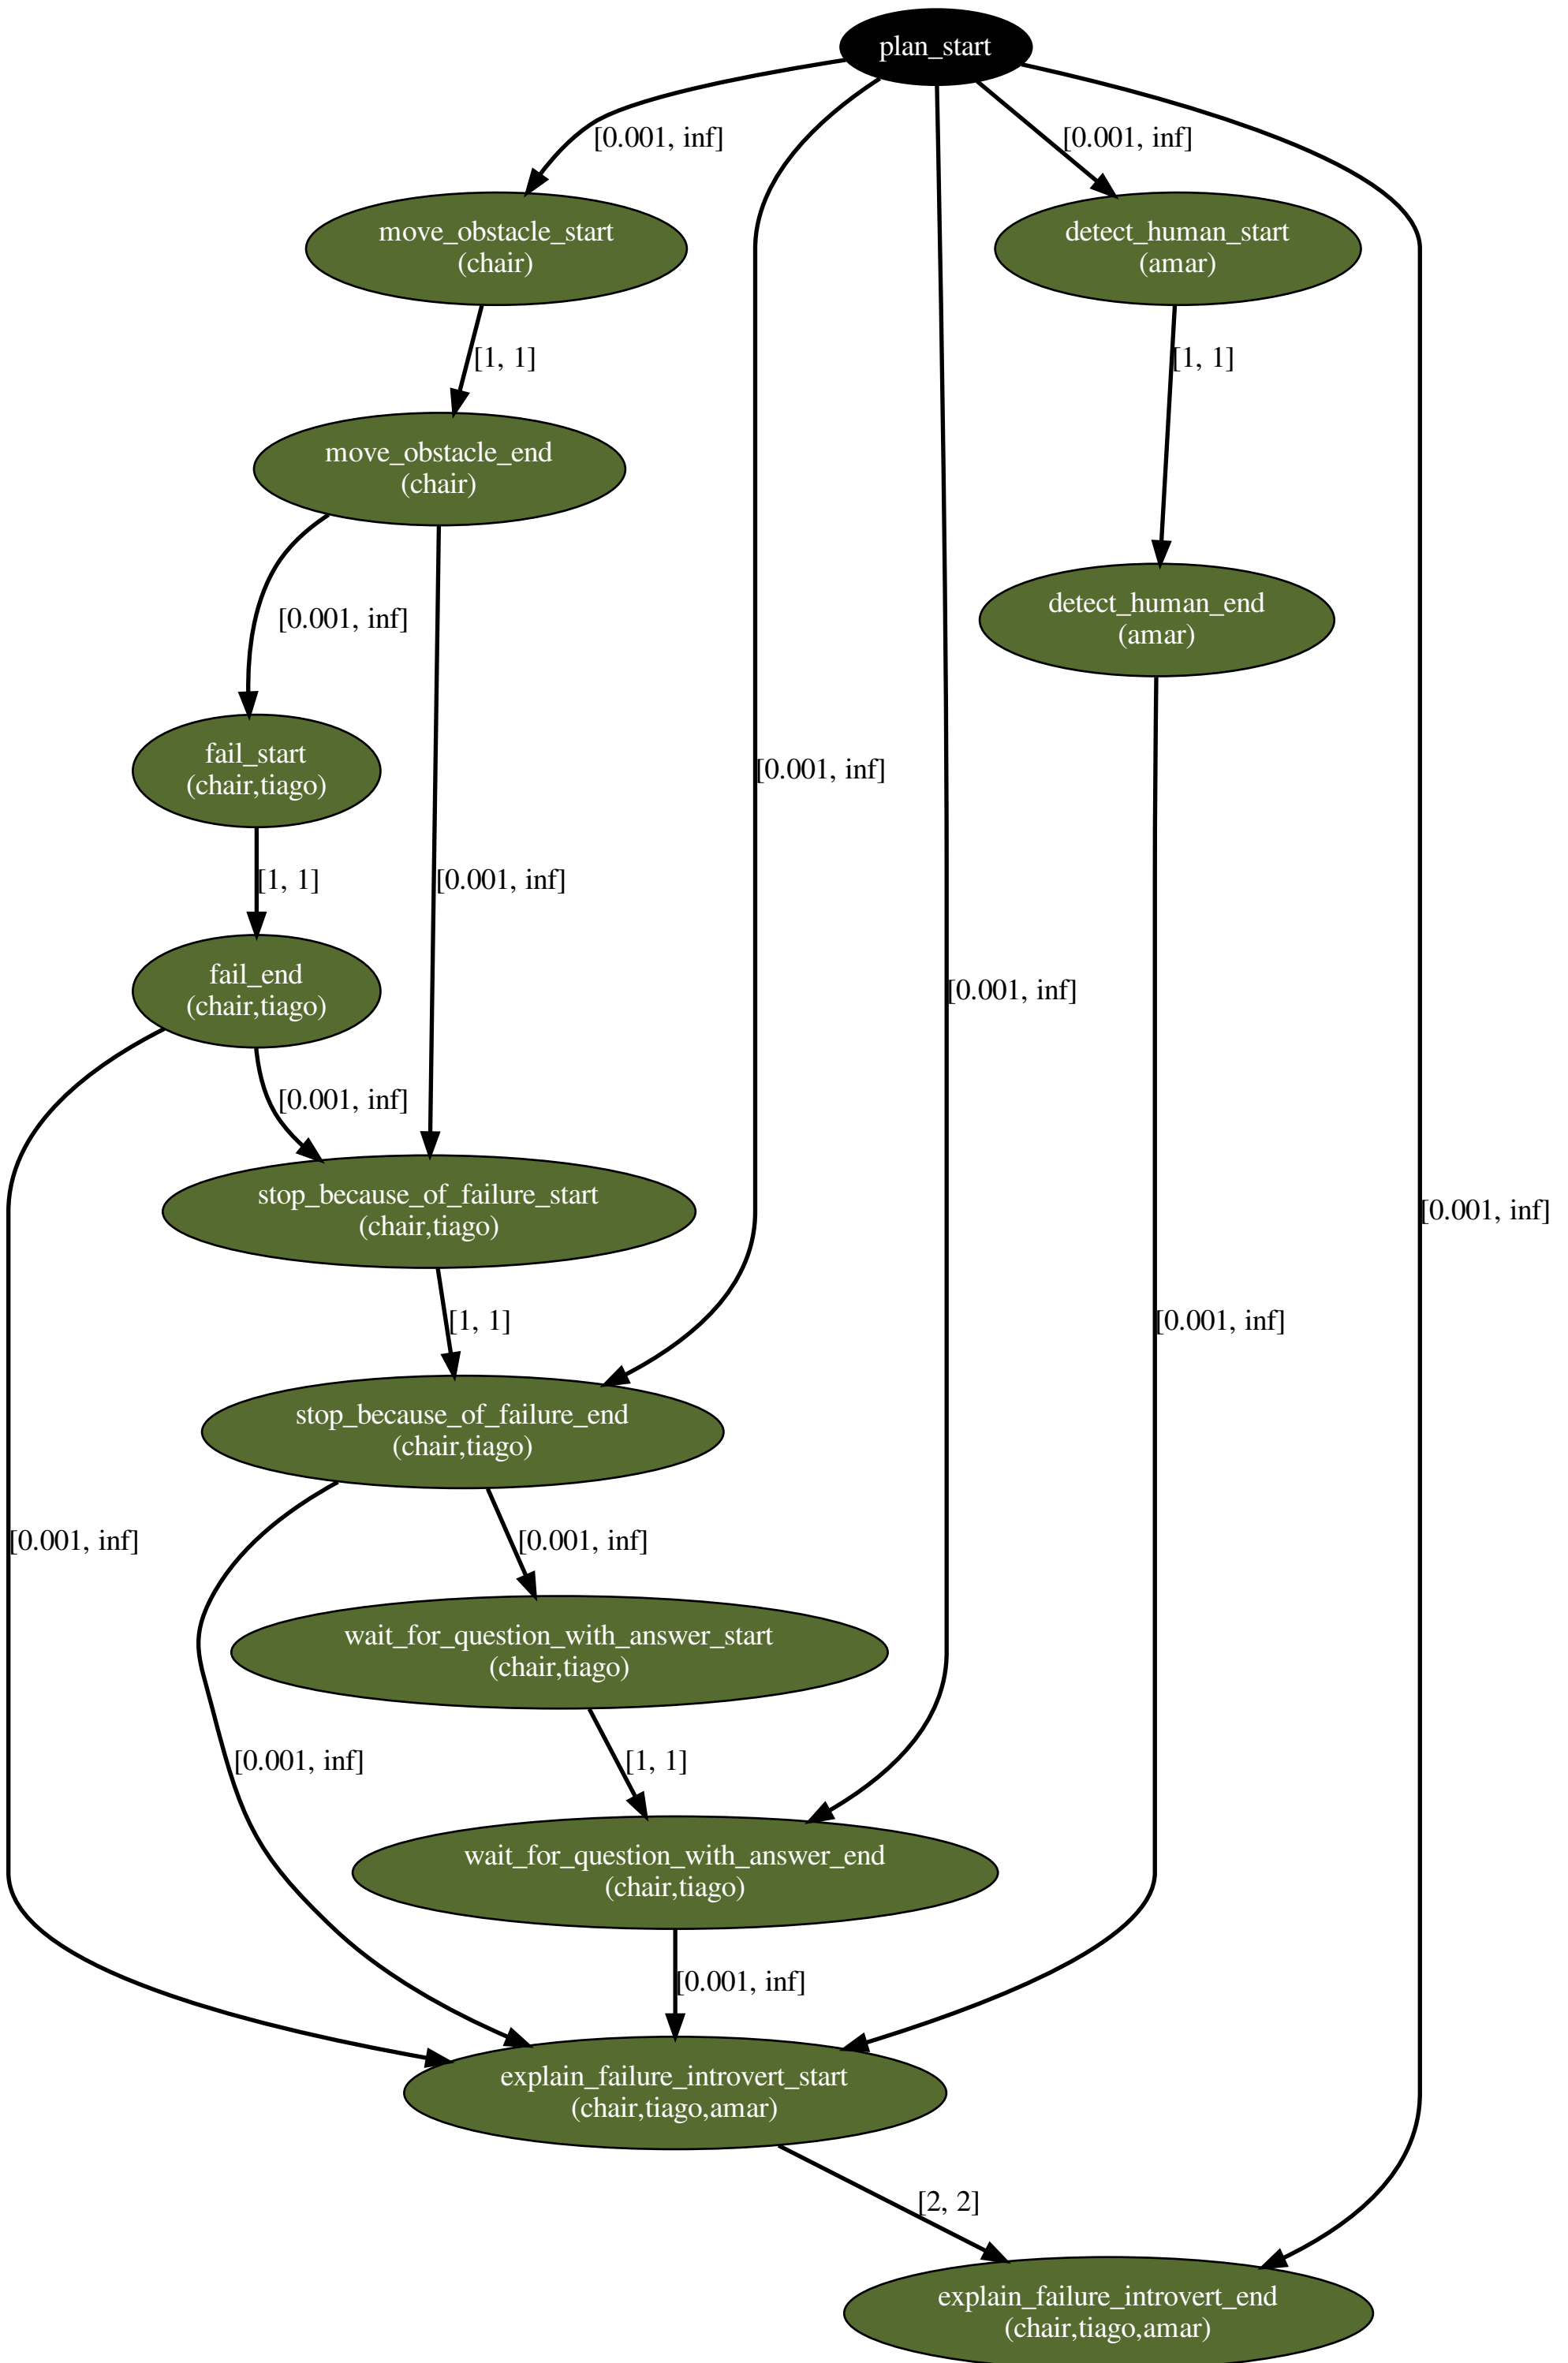 plan_start
[0.001, inf]
[0.001, inf]
move_obstacle_start
(chair)
detect_human_start
(amar)
[1, 1]
[1, 1]
move_obstacle_end
(chair)
detect_human_end
(amar)
[0.001, inf]
fail_start
(chair,tiago)
[0.001, inf]
[1, 1]
[0.001, inf]
fail_end
(chair,tiago)
[0.001, inf]
[0.001, inf]
stop_because_of_failure_start
(chair,tiago)
[0.001, inf]
[1, 1]
[0.001, inf]
stop_because_of_failure_end
(chair,tiago)
[0.001, inf]
[0.001, inf]
wait_for_question_with_answer_start
(chair,tiago)
[0.001, inf]
[1, 1]
wait_for_question_with_answer_end
(chair,tiago)
[0.001, inf]
explain_failure_introvert_start
(chair,tiago,amar)
[2, 2]
explain_failure_introvert_end
(chair,tiago,amar)